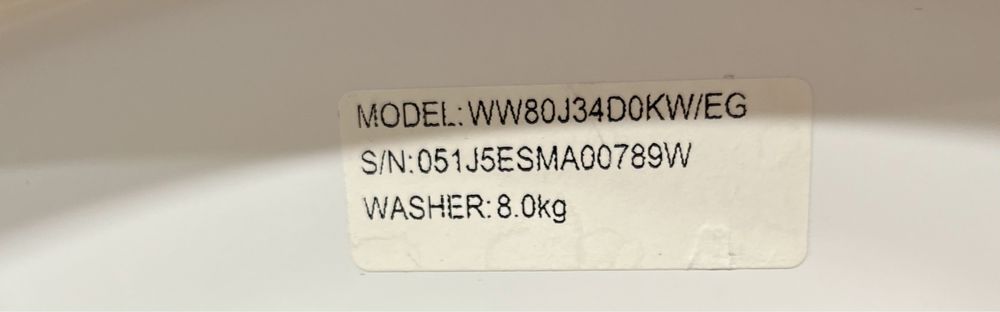 MODEL:WW80J34D0KW/EG
S/N:051J5ESMA00789W
WASHER:8.0kg